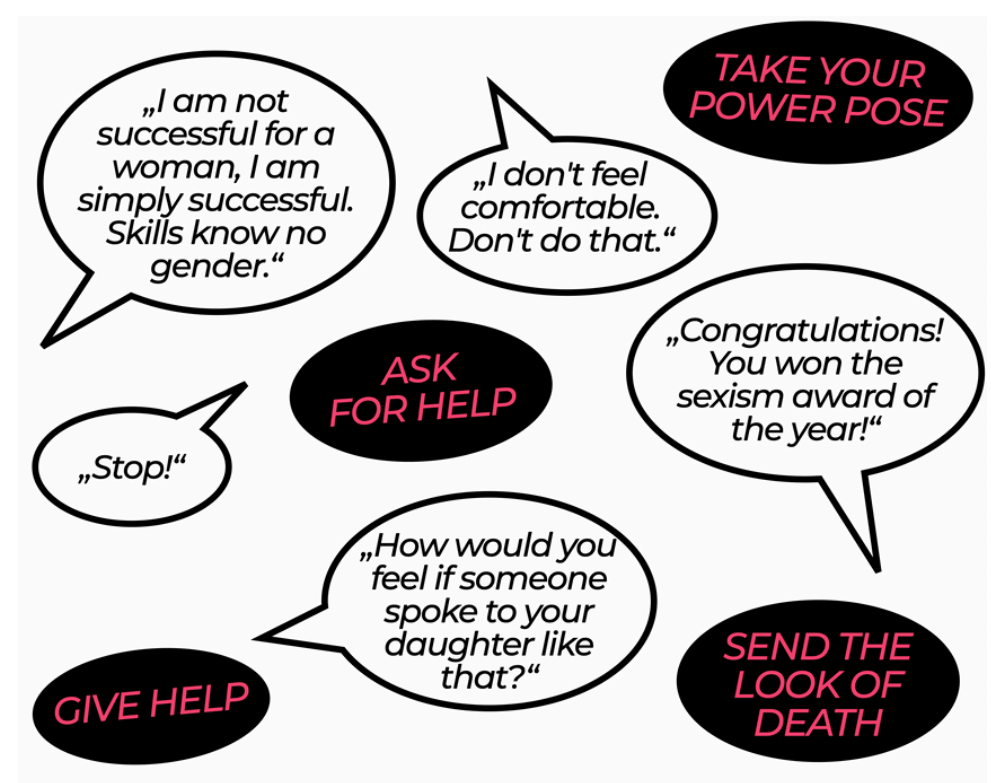 „I am not
successful for a
woman, I am
simply successful.
Skills know no
gender.“
„I don't feel
comfortable.
Don't do that.“
TAKE YOUR
POWER POSE
„Congratulations!
You won the
sexism award of
the year!“
ASK
FOR HELP
„Stop!“
„How would you
feel if someone
spoke to your
daughter like
that?“
GIVE HELP
SEND THE
LOOK OF
DEATH